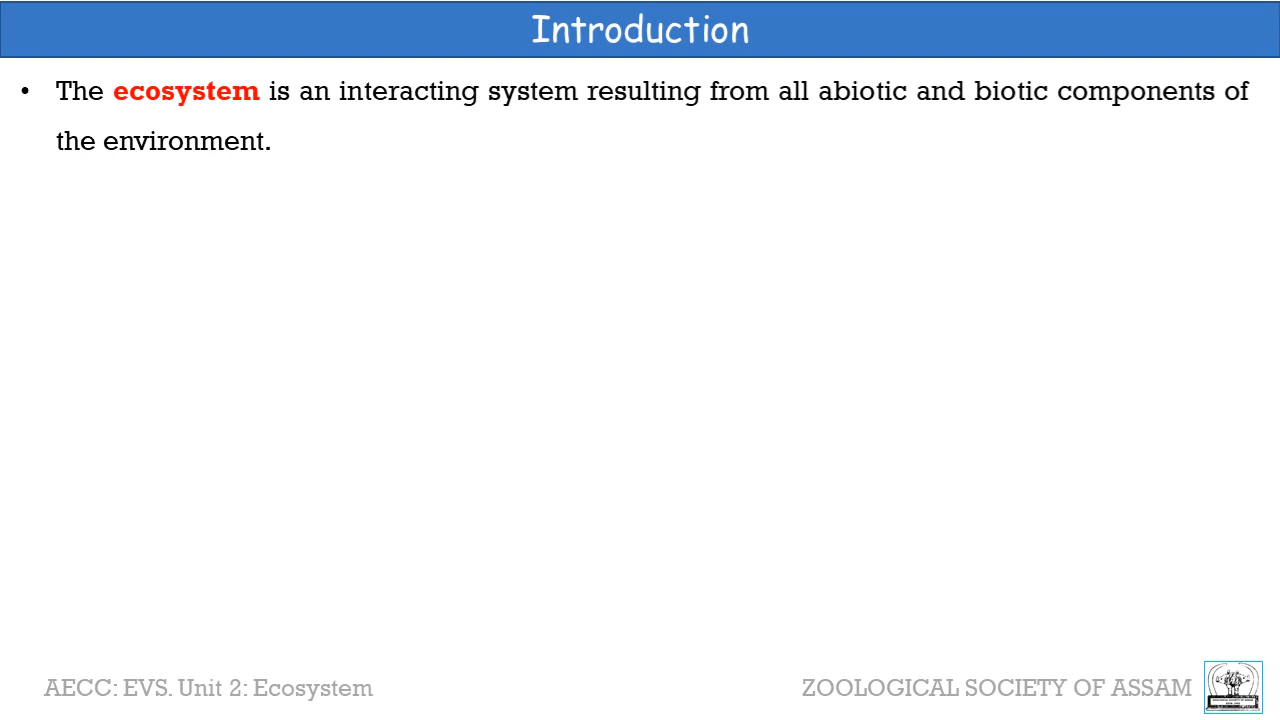 Introduction
• The ecosystem is an interacting system resulting from all abiotic and biotic components of
the environment.
AECC: EVS. Unit 2: Ecosystem
ZOOLOGICAL SOCIETY OF ASSAM